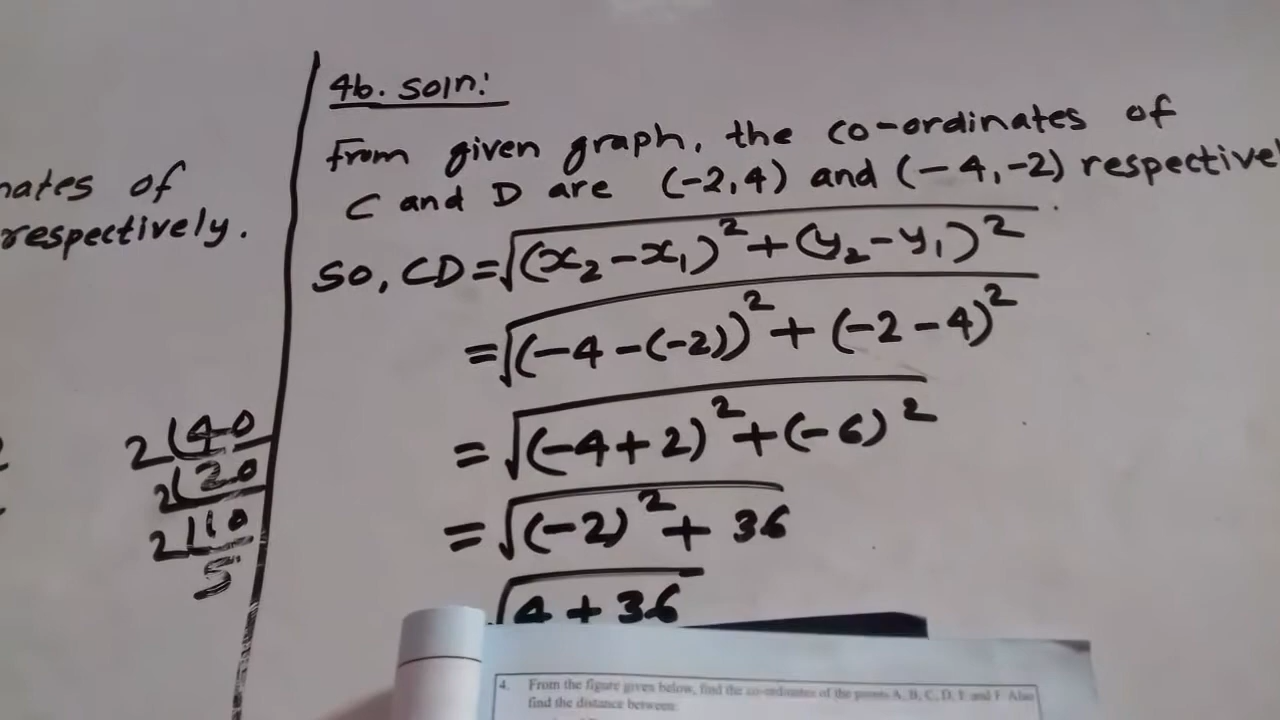 nates of
respectively.
2 40
2 20
2 10
5
4b. Soln:
From given graph, the co-ordinates of
C and D are (-2,4) and (-4,-2) respectivel
So, CD = √(x₂-x₁)² + (y₂-y₁)²
= √(-4-(-2))² + (-2-4)²
= √(-4+2)² + (-6)²
= √(-2)² + 36
√4 + 36
4. From the figure given below, find the co-ordinates of the points A, B, C, D, E and F. Also
find the distance between: